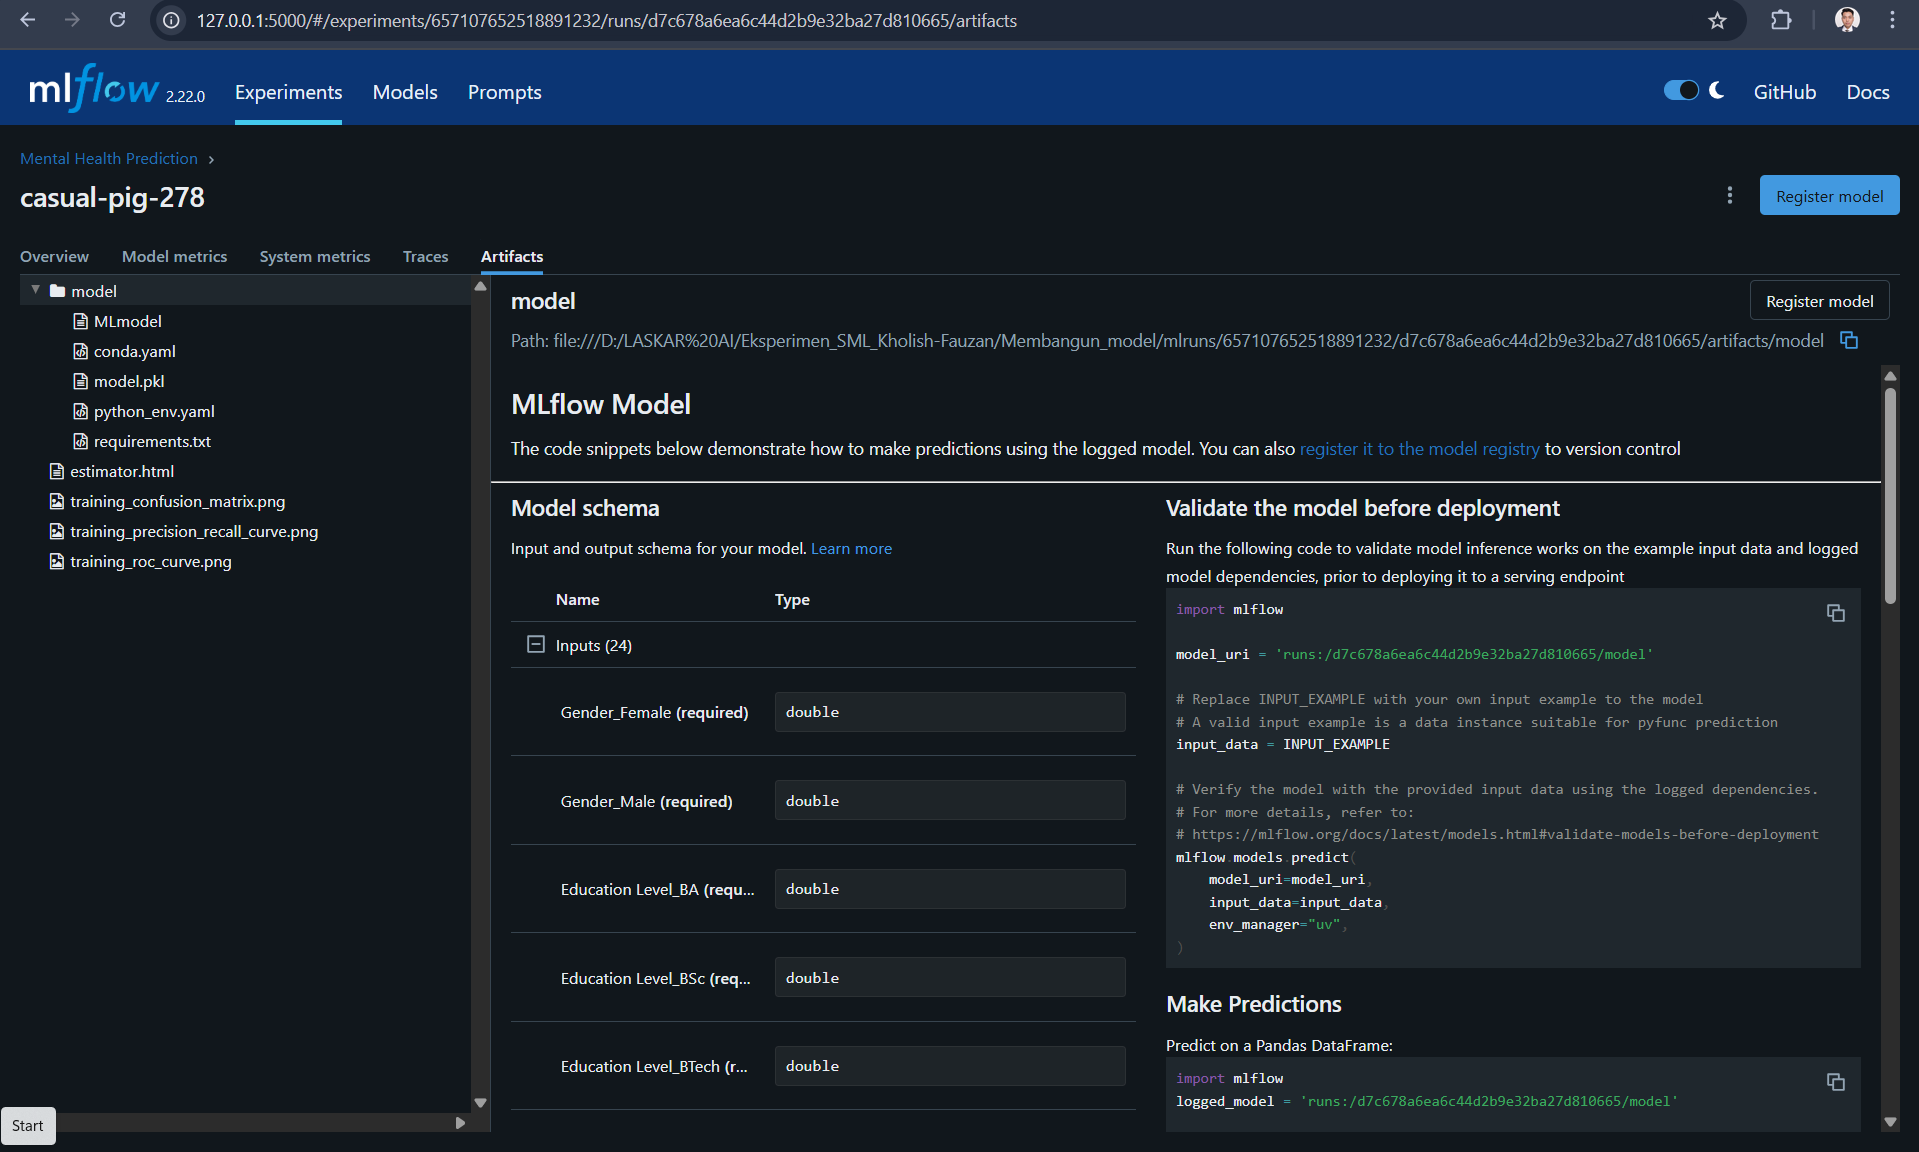 127.0.0.1:5000/#/experiments/657107652518891232/runs/d7c678a6ea6c44d2b9e32ba27d810665/artifacts
mlflow 2.22.0 Experiments Models Prompts GitHub Docs
Mental Health Prediction
casual-pig-278
Register model
Overview Model metrics System metrics Traces Artifacts
model
MLmodel
conda.yaml
model.pkl
python_env.yaml
requirements.txt
estimator.html
training_confusion_matrix.png
training_precision_recall_curve.png
training_roc_curve.png
model
Register model
Path: file:///D:/LASKAR%20AI/Eksperimen_SML_Kholish-Fauzan/Membangun_model/mlruns/657107652518891232/d7c678a6ea6c44d2b9e32ba27d810665/artifacts/model
MLflow Model
The code snippets below demonstrate how to make predictions using the logged model. You can also register it to the model registry to version control
Model schema
Input and output schema for your model. Learn more
Name Type
Inputs (24)
Gender_Female (required) double
Gender_Male (required) double
Education Level_BA (requ... double
Education Level_BSc (req... double
Education Level_BTech (r... double
Validate the model before deployment
Run the following code to validate model inference works on the example input data and logged
model dependencies, prior to deploying it to a serving endpoint
import mlflow
model_uri = 'runs:/d7c678a6ea6c44d2b9e32ba27d810665/model'
# Replace INPUT_EXAMPLE with your own input example to the model
# A valid input example is a data instance suitable for pyfunc prediction
input_data = INPUT_EXAMPLE
# Verify the model with the provided input data using the logged dependencies.
# For more details, refer to:
# https://mlflow.org/docs/latest/models.html#validate-models-before-deployment
mlflow.models.predict(
model_uri=model_uri,
input_data=input_data,
env_manager="uv",
)
Make Predictions
Predict on a Pandas DataFrame:
import mlflow
logged_model = 'runs:/d7c678a6ea6c44d2b9e32ba27d810665/model'
Start